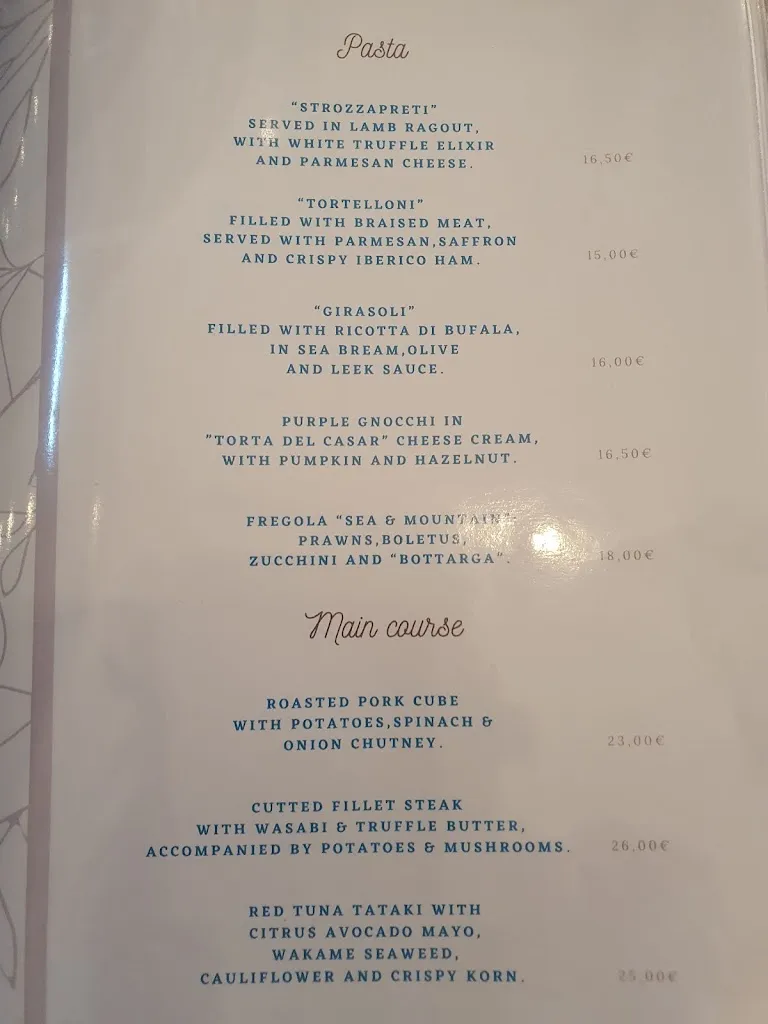 Pasta
"STROZZAPRETI"
SERVED IN LAMB RAGOUT,
WITH WHITE TRUFFLE ELIXIR
AND PARMESAN CHEESE. 16,50€
"TORTELLONI"
FILLED WITH BRAISED MEAT,
SERVED WITH PARMESAN,SAFFRON
AND CRISPY IBERICO HAM. 15,00€
"GIRASOLI"
FILLED WITH RICOTTA DI BUFALA,
IN SEA BREAM,OLIVE
AND LEEK SAUCE. 16,00€
PURPLE GNOCCHI IN
"TORTA DEL CASAR" CHEESE CREAM,
WITH PUMPKIN AND HAZELNUT. 16,50€
FREGOLA "SEA & MOUNTAIN"
PRAWNS,BOLETUS,
ZUCCHINI AND "BOTTARGA". 18,00€
Main course
ROASTED PORK CUBE
WITH POTATOES,SPINACH &
ONION CHUTNEY. 23,00€
CUTTED FILLET STEAK
WITH WASABI & TRUFFLE BUTTER,
ACCOMPANIED BY POTATOES & MUSHROOMS. 26,00€
RED TUNA TATAKI WITH
CITRUS AVOCADO MAYO,
WAKAME SEAWEED,
CAULIFLOWER AND CRISPY KORN. 25,00€